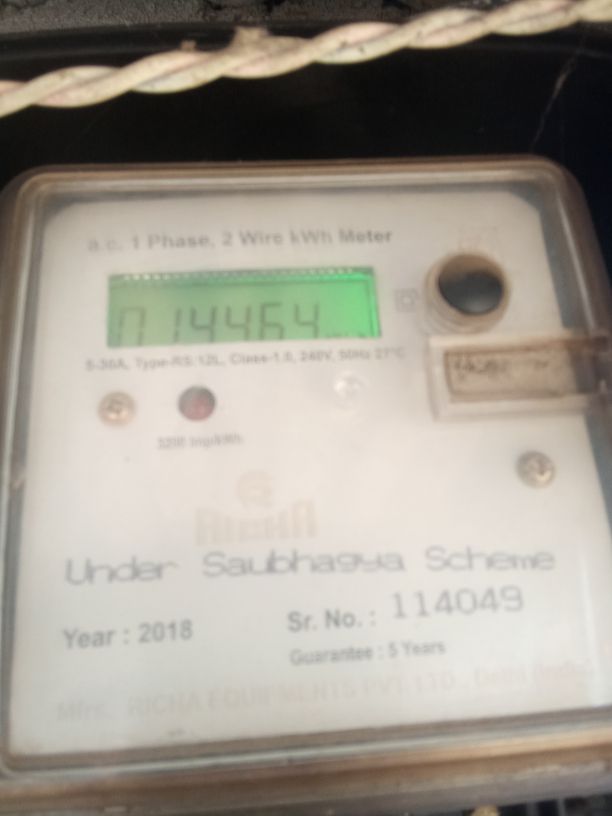 a.c. 1 Phase, 2 Wire kWh Meter
014464
5-30A, Type-RS 12L, Class-1.0, 240V, 50Hz 27°C
3200 Imp/kWh
RICHA
Under Saubhagya Scheme
Year : 2018
Sr. No. : 114049
Guarantee : 5 Years
Mfrd. RICHA EQUIPMENTS PVT. LTD., Delhi